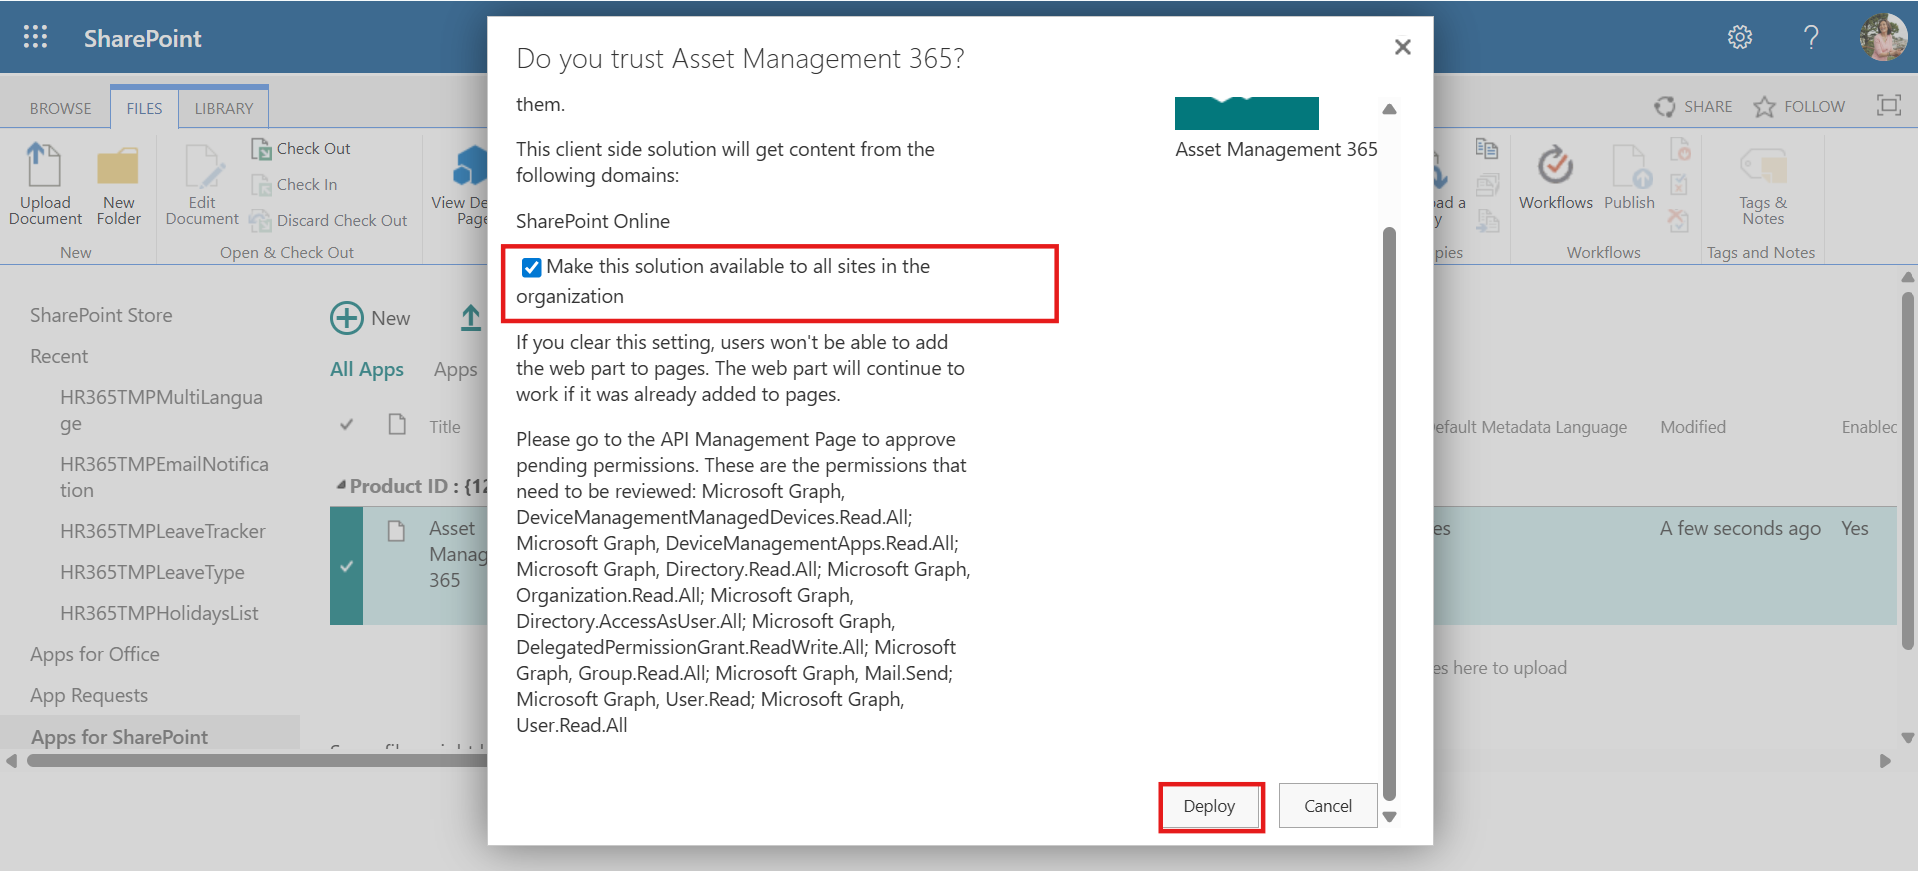 SharePoint
BROWSE
FILES
LIBRARY
SHARE
FOLLOW
Upload
Document
New
Folder
New
Edit
Document
Check Out
Check In
Discard Check Out
Open & Check Out
View De
Page
ad a
y
pies
Workflows
Publish
Workflows
Tags &
Notes
Tags and Notes
SharePoint Store
Recent
HR365TMPMultiLangua
ge
HR365TMPEmailNotifica
tion
HR365TMPLeaveTracker
HR365TMPLeaveType
HR365TMPHolidaysList
Apps for Office
App Requests
Apps for SharePoint
New
All Apps
Apps
Title
Product ID : {12
Asset
Manag
365
efault Metadata Language
Modified
Enabled
es
A few seconds ago
Yes
es here to upload
Do you trust Asset Management 365?
them.
This client side solution will get content from the
following domains:
SharePoint Online
Make this solution available to all sites in the
organization
If you clear this setting, users won't be able to add
the web part to pages. The web part will continue to
work if it was already added to pages.
Please go to the API Management Page to approve
pending permissions. These are the permissions that
need to be reviewed: Microsoft Graph,
DeviceManagementManagedDevices.Read.All;
Microsoft Graph, DeviceManagementApps.Read.All;
Microsoft Graph, Directory.Read.All; Microsoft Graph,
Organization.Read.All; Microsoft Graph,
Directory.AccessAsUser.All; Microsoft Graph,
DelegatedPermissionGrant.ReadWrite.All; Microsoft
Graph, Group.Read.All; Microsoft Graph, Mail.Send;
Microsoft Graph, User.Read; Microsoft Graph,
User.Read.All
Asset Management 365
Deploy
Cancel